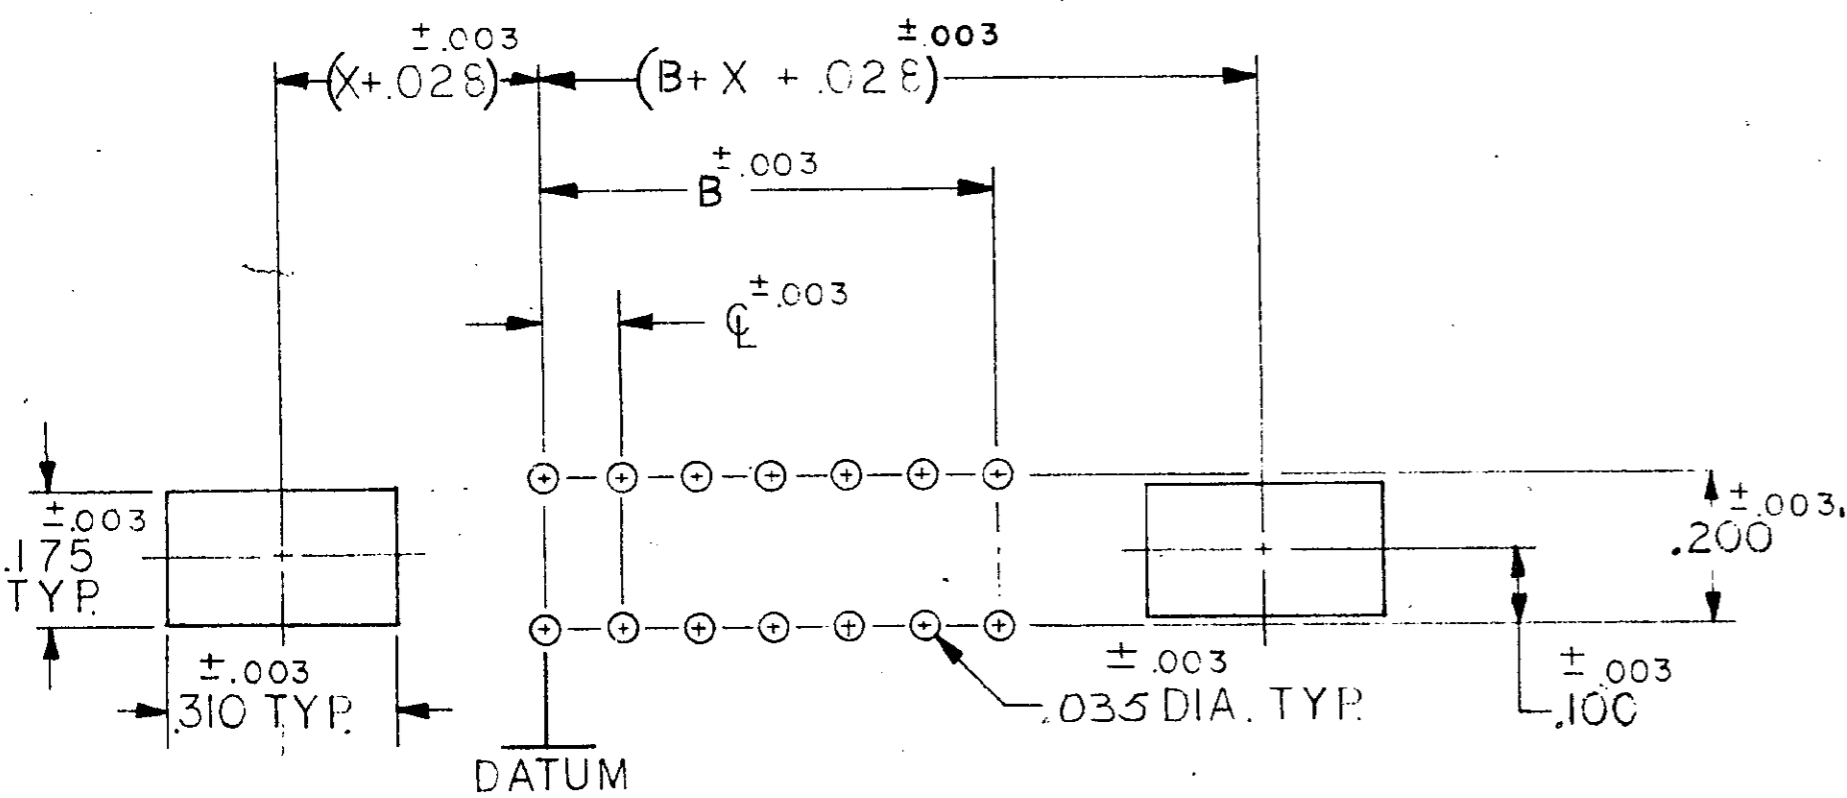 ±.003
(X+.028)
±.003
(B+ X + .028)
±.003
B
±.003
℄
±.003
.175
TYP.
±.003
.200
±.003
.310 TYP.
±.003
.035 DIA. TYP.
±.003
.100
DATUM